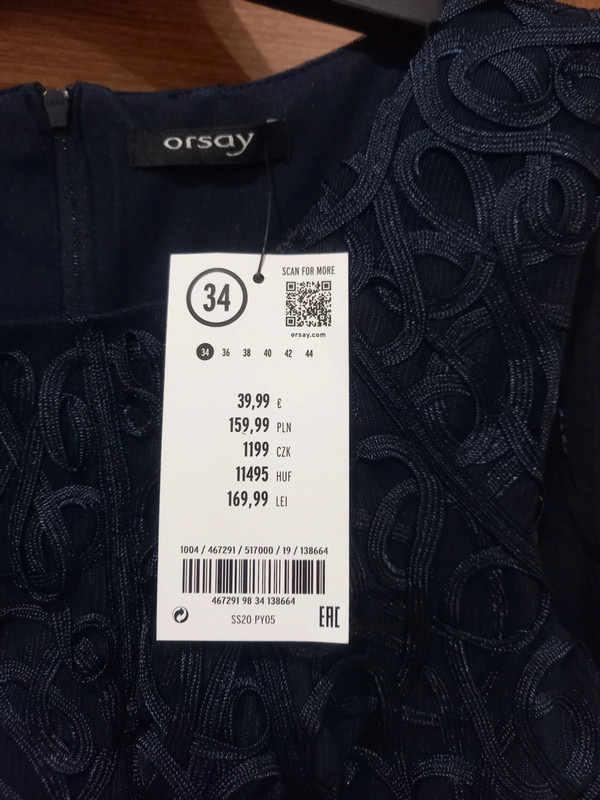 orsay
SCAN FOR MORE
34
orsay.com
34 36 38 40 42 44
39,99 €
159,99 PLN
1199 CZK
11495 HUF
169,99 LEI
1004 / 467291 / 517000 / 19 / 138664
467291 98 34 138664
SS20 PY05
EAC